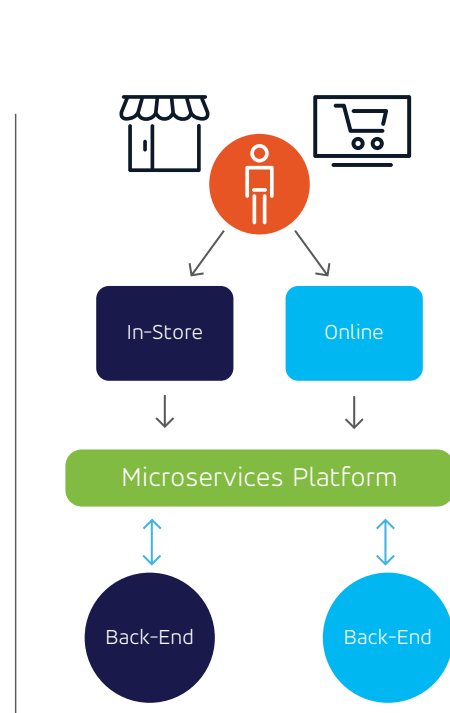 In-Store
Online
Microservices Platform
Back-End
Back-End